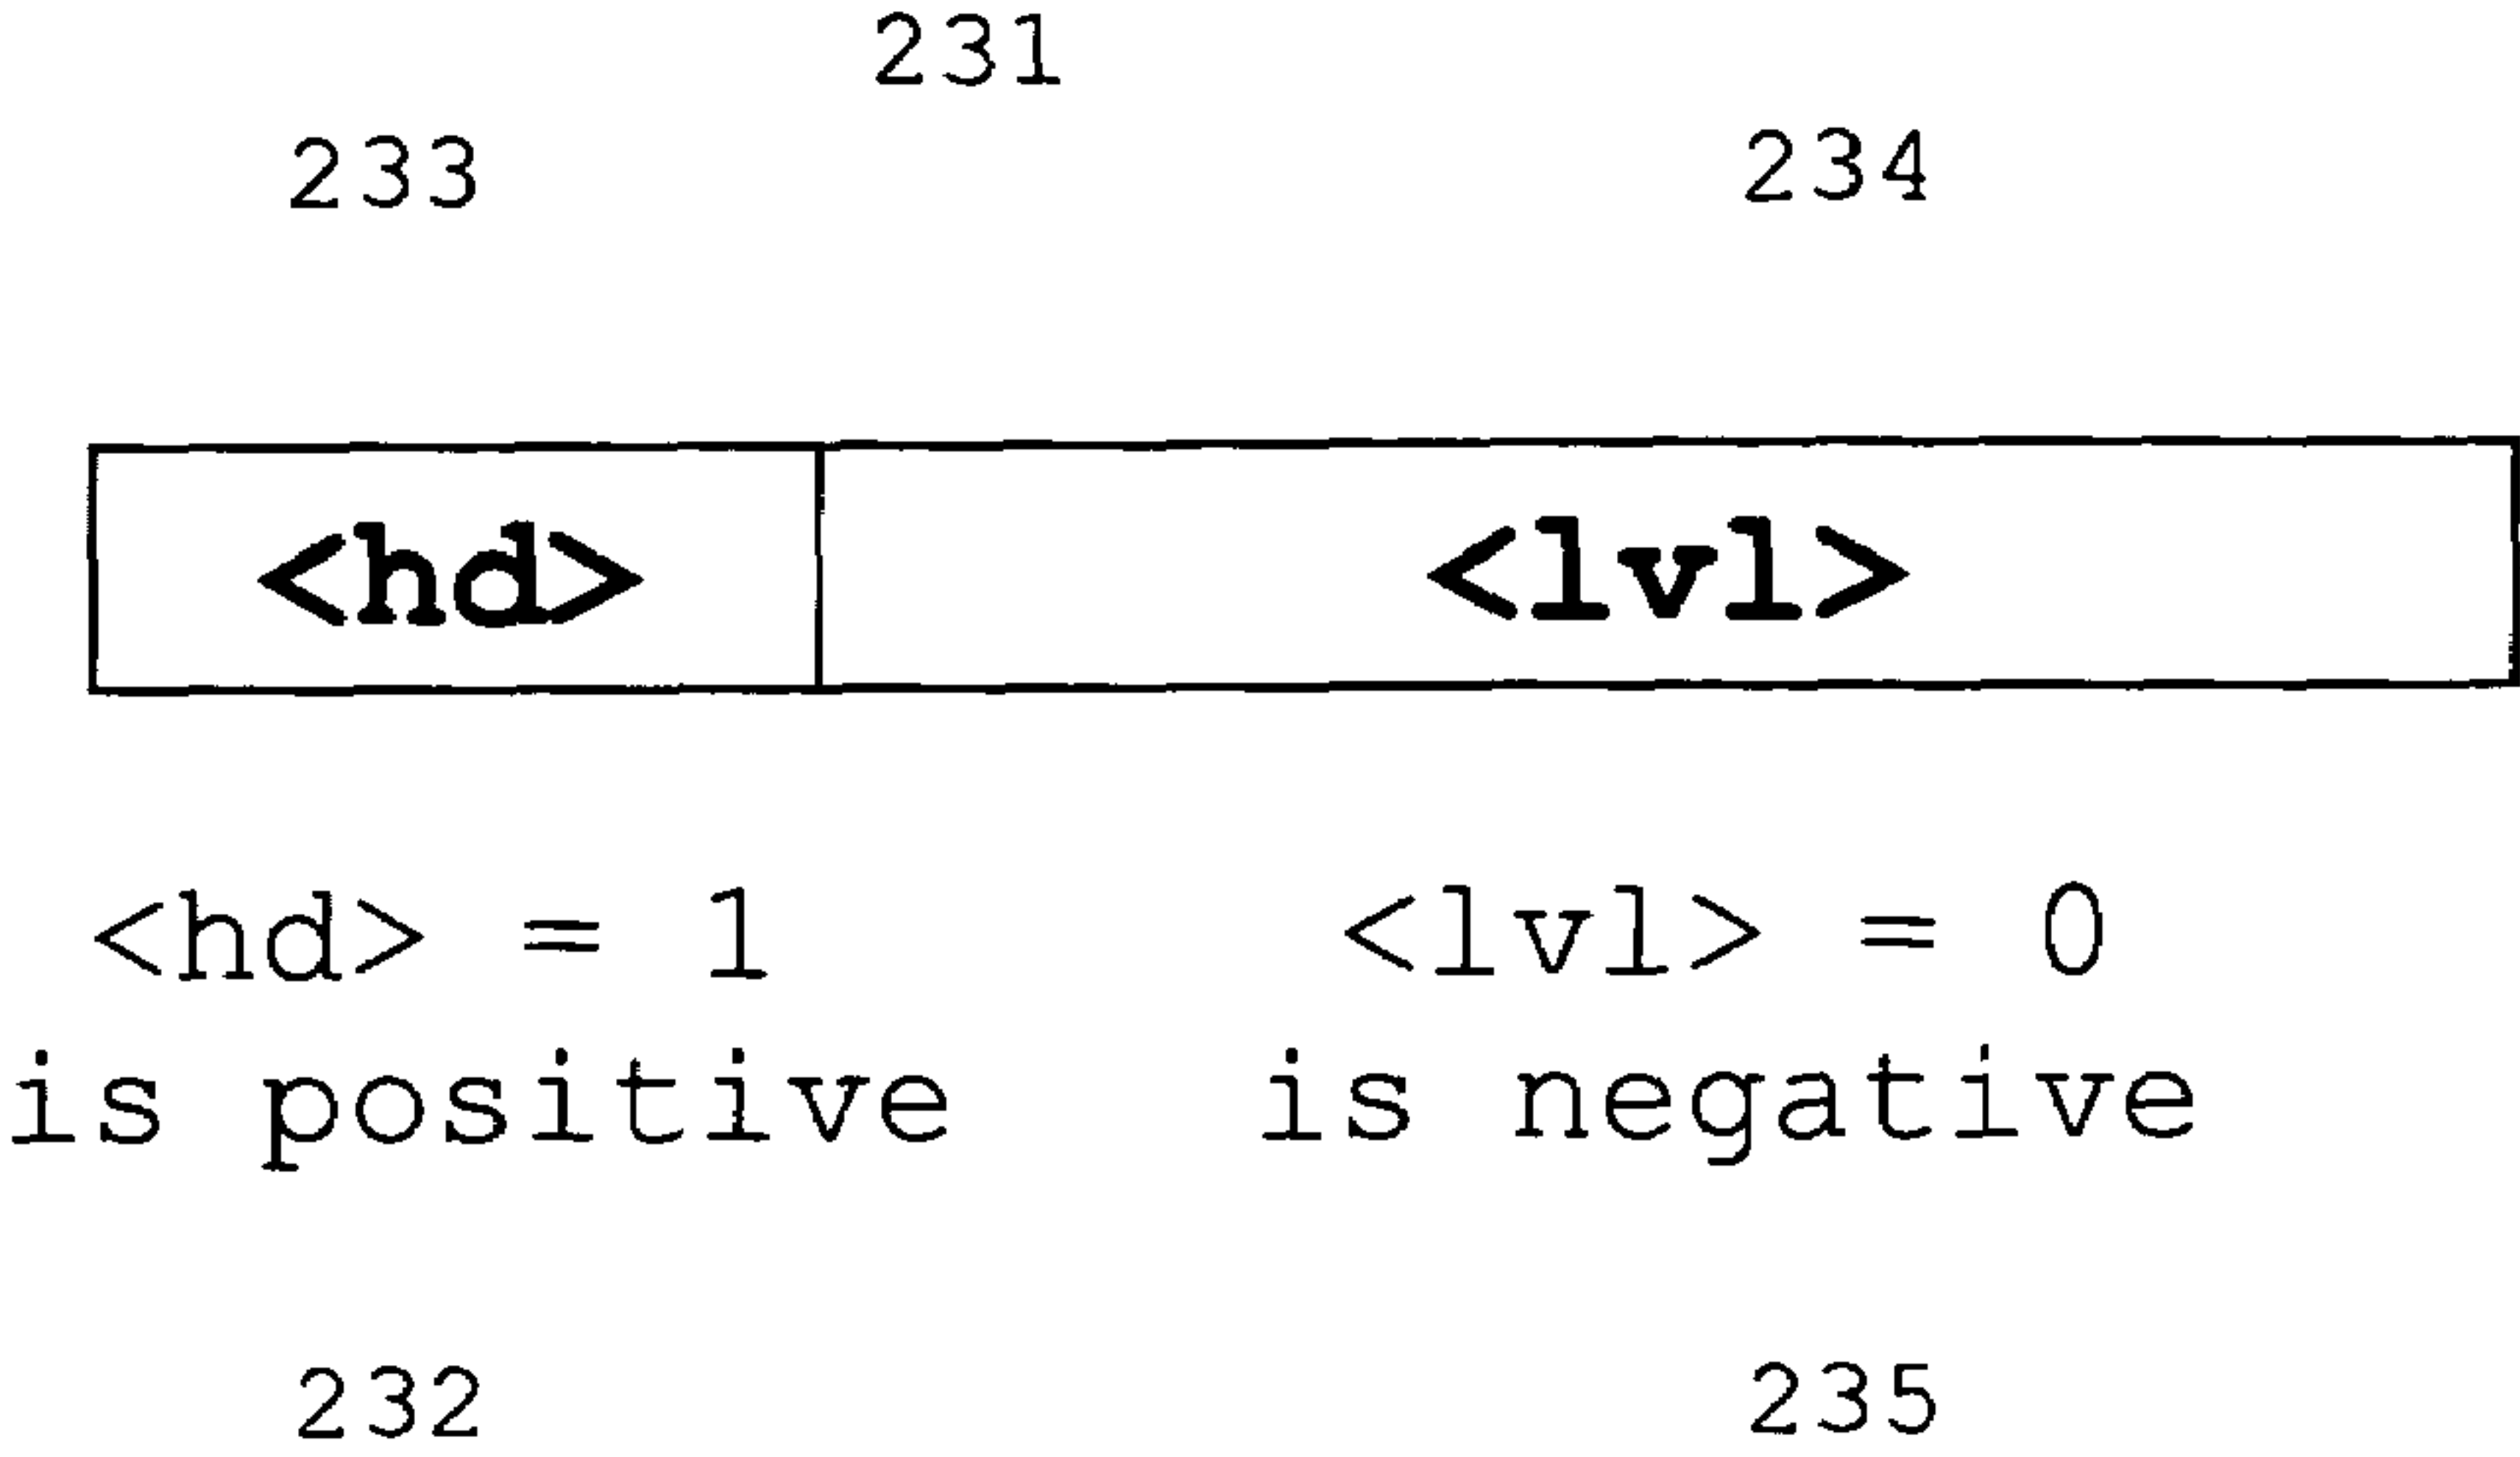 231
233 234
<hd> <lvl>
<hd> = 1 <lvl> = 0
is positive is negative
232 235